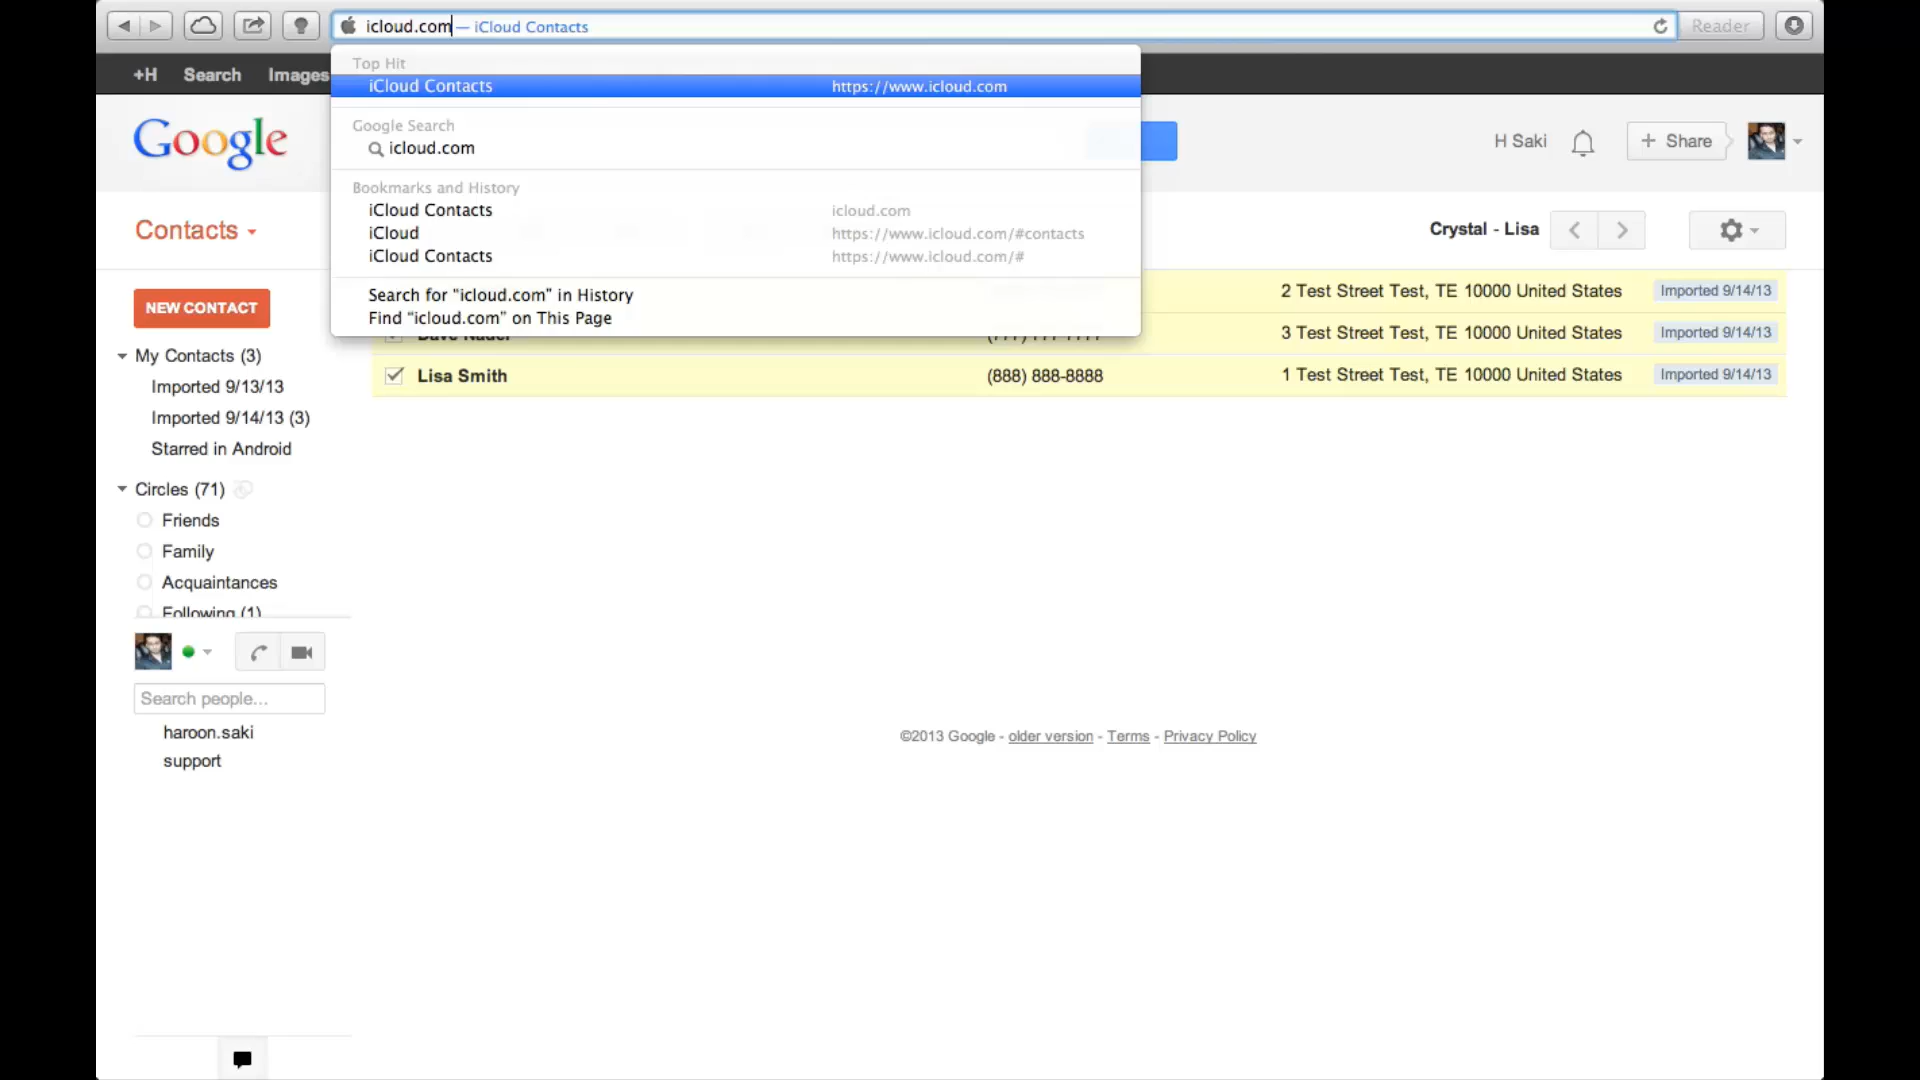 icloud.com — iCloud Contacts
Reader
Top Hit
iCloud Contacts https://www.icloud.com
Google Search
icloud.com
Bookmarks and History
iCloud Contacts icloud.com
iCloud https://www.icloud.com/#contacts
iCloud Contacts https://www.icloud.com/#
Search for “icloud.com” in History
Find “icloud.com” on This Page
+H Search Images
Google
H Saki
+ Share
Contacts
Crystal - Lisa
NEW CONTACT
2 Test Street Test, TE 10000 United States Imported 9/14/13
3 Test Street Test, TE 10000 United States Imported 9/14/13
Lisa Smith (888) 888-8888 1 Test Street Test, TE 10000 United States Imported 9/14/13
My Contacts (3)
Imported 9/13/13
Imported 9/14/13 (3)
Starred in Android
Circles (71)
Friends
Family
Acquaintances
Following (1)
Search people...
haroon.saki
support
©2013 Google - older version - Terms - Privacy Policy